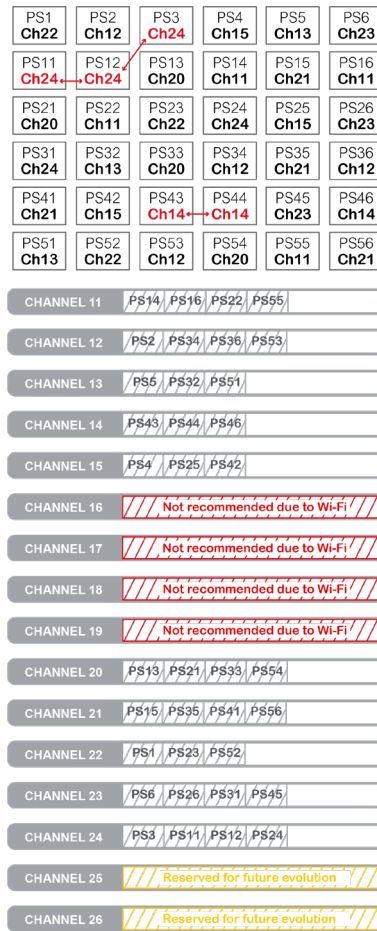 PS1 PS2 PS3 PS4 PS5 PS6
Ch22 Ch12 Ch24 Ch15 Ch13 Ch23
PS11 PS12 PS13 PS14 PS15 PS16
Ch24 Ch24 Ch20 Ch11 Ch21 Ch11
PS21 PS22 PS23 PS24 PS25 PS26
Ch20 Ch11 Ch22 Ch24 Ch15 Ch23
PS31 PS32 PS33 PS34 PS35 PS36
Ch24 Ch13 Ch20 Ch12 Ch21 Ch12
PS41 PS42 PS43 PS44 PS45 PS46
Ch21 Ch15 Ch14 Ch14 Ch23 Ch14
PS51 PS52 PS53 PS54 PS55 PS56
Ch13 Ch22 Ch12 Ch20 Ch11 Ch21
CHANNEL 11 PS14 PS16 PS22 PS55
CHANNEL 12 PS2 PS34 PS36 PS53
CHANNEL 13 PS5 PS32 PS51
CHANNEL 14 PS43 PS44 PS46
CHANNEL 15 PS4 PS25 PS42
CHANNEL 16 Not recommended due to Wi-Fi
CHANNEL 17 Not recommended due to Wi-Fi
CHANNEL 18 Not recommended due to Wi-Fi
CHANNEL 19 Not recommended due to Wi-Fi
CHANNEL 20 PS13 PS21 PS33 PS54
CHANNEL 21 PS15 PS35 PS41 PS56
CHANNEL 22 PS1 PS23 PS52
CHANNEL 23 PS6 PS26 PS31 PS45
CHANNEL 24 PS3 PS11 PS12 PS24
CHANNEL 25 Reserved for future evolution
CHANNEL 26 Reserved for future evolution